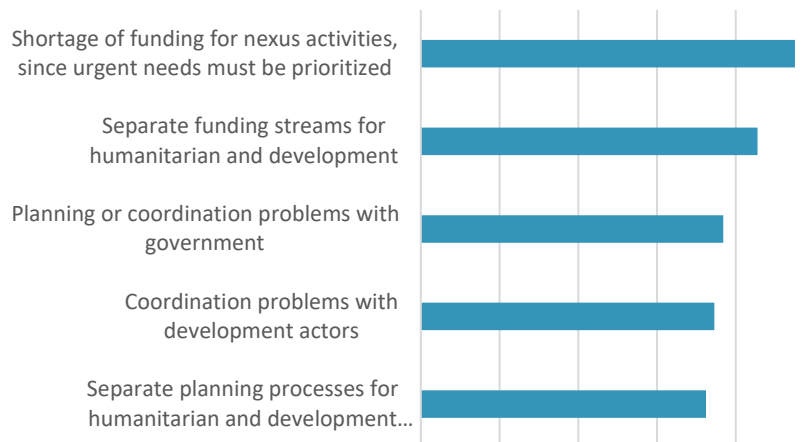 Shortage of funding for nexus activities,
since urgent needs must be prioritized
Separate funding streams for
humanitarian and development
Planning or coordination problems with
government
Coordination problems with
development actors
Separate planning processes for
humanitarian and development...